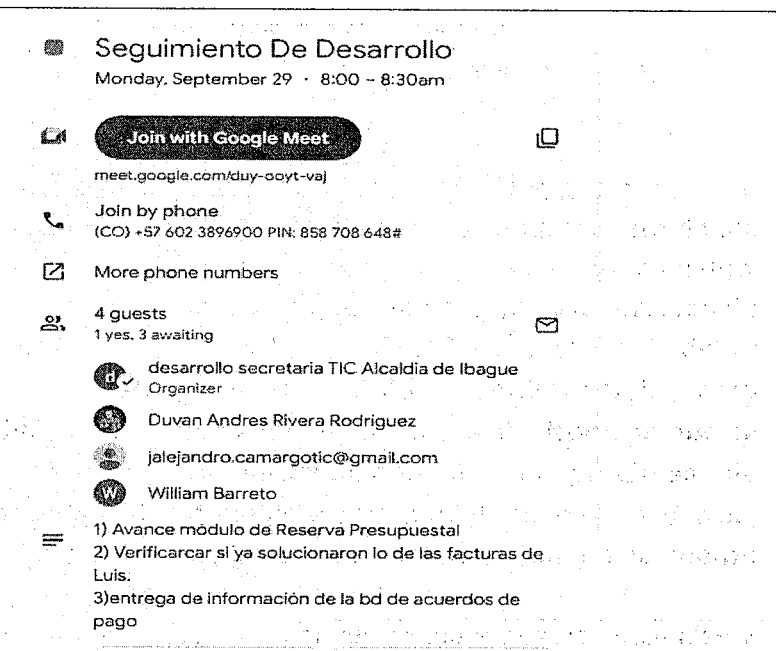 Seguimiento De Desarrollo
Monday, September 29 · 8:00 – 8:30am
Join with Google Meet
meet.google.com/duy-ooyt-vaj
Join by phone
(CO) +57 602 3896900 PIN: 858 708 648#
More phone numbers
4 guests
1 yes, 3 awaiting
d
desarrollo secretaria TIC Alcaldia de Ibague
Organizer
Duvan Andres Rivera Rodriguez
jalejandro.camargotic@gmail.com
W
William Barreto
1) Avance módulo de Reserva Presupuestal
2) Verificarcar si ya solucionaron lo de las facturas de
Luis.
3)entrega de información de la bd de acuerdos de
pago